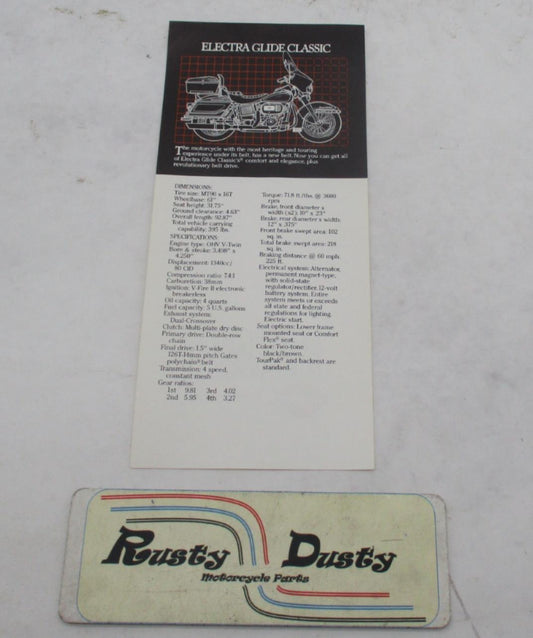 ELECTRA GLIDE CLASSIC
The motorcycle with the most heritage and touring
experience under its belt, has a new belt. Now you can get all
of Electra Glide Classic's® comfort and elegance, plus
revolutionary belt drive.
DIMENSIONS:
Tire size: MT90 x 16T
Wheelbase: 61"
Seat height: 31.75"
Ground clearance: 4.63"
Overall length: 92.87"
Total vehicle carrying
capability: 395 lbs.
SPECIFICATIONS:
Engine type: OHV V-Twin
Bore & stroke: 3.498" x
4.250"
Displacement: 1340cc/
80 CID
Compression ratio: 7.4:1
Carburetion: 38mm
Ignition: V-Fire II electronic
breakerless
Oil capacity: 4 quarts
Fuel capacity: 5 U.S. gallons
Exhaust system:
Dual-Crossover
Clutch: Multi-plate dry disc
Primary drive: Double-row
chain
Final drive: 1.5" wide
126T-14mm pitch Gates
polychain® belt
Transmission: 4 speed,
constant mesh
Gear ratios:
1st 9.81 3rd 4.02
2nd 5.95 4th 3.27
Torque: 71.8 ft./lbs. @ 3600
rpm
Brake, front diameter x
width (x2): 10" x .23"
Brake, rear diameter x width:
12" x .375"
Front brake swept area: 102
sq. in.
Total brake swept area: 218
sq. in.
Braking distance @ 60 mph:
225 ft.
Electrical system: Alternator,
permanent magnet-type,
with solid-state
regulator/rectifier, 12-volt
battery system. Entire
system meets or exceeds
all state and federal
regulations for lighting.
Electric start.
Seat options: Lower frame
mounted seat or Comfort
Flex® seat.
Color: Two-tone
black/brown.
TourPak® and backrest are
standard.
Rusty Dusty
Motorcycle Parts